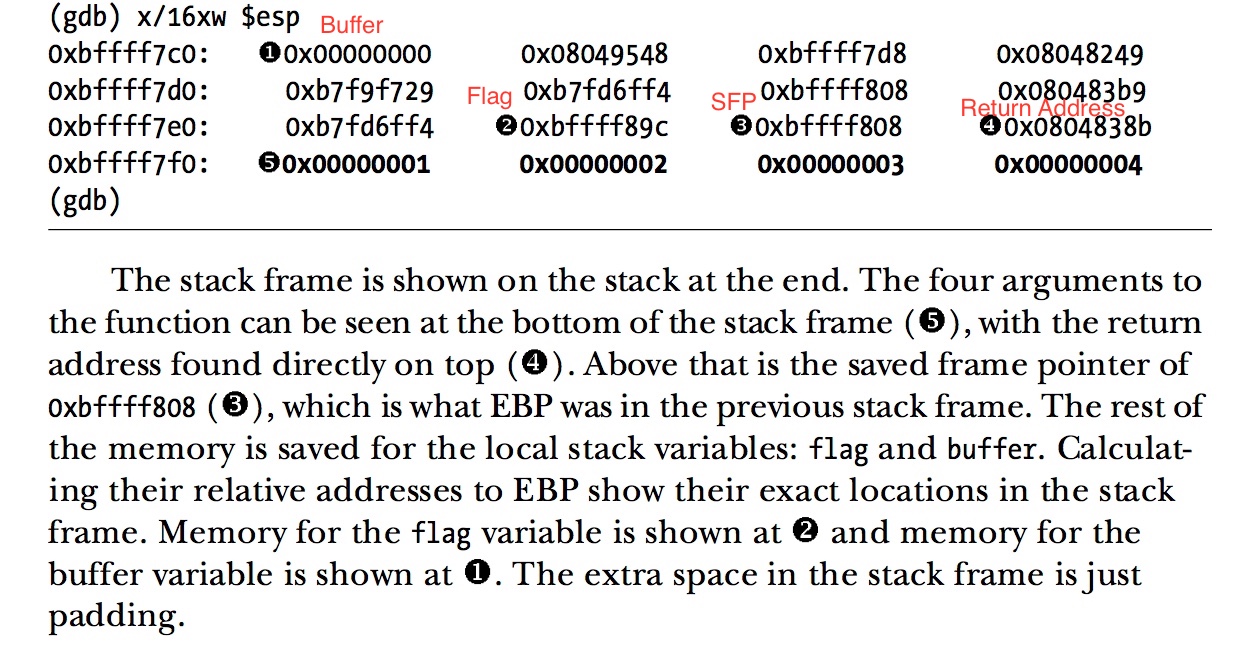 (gdb) x/16xw $esp Buffer
0xbffff7c0: ❶0x00000000 0x08049548 0xbffff7d8 0x08048249
0xbffff7d0: 0xb7f9f729 Flag 0xb7fd6ff4 SFP 0xbffff808 0x080483b9
Return Address
0xbffff7e0: 0xb7fd6ff4 ❷0xbffff89c ❸0xbffff808 ❹0x0804838b
0xbffff7f0: ❺0x00000001 0x00000002 0x00000003 0x00000004
(gdb)
The stack frame is shown on the stack at the end. The four arguments to
the function can be seen at the bottom of the stack frame (❺), with the return
address found directly on top (❹). Above that is the saved frame pointer of
0xbffff808 (❸), which is what EBP was in the previous stack frame. The rest of
the memory is saved for the local stack variables: flag and buffer. Calculat-
ing their relative addresses to EBP show their exact locations in the stack
frame. Memory for the flag variable is shown at ❷ and memory for the
buffer variable is shown at ❶. The extra space in the stack frame is just
padding.